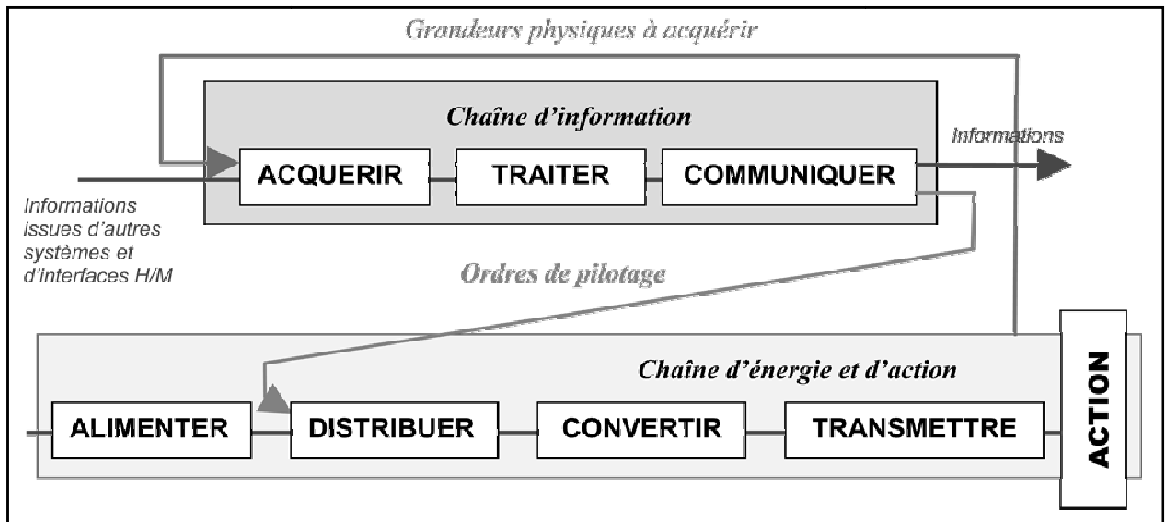 Grandeurs physiques à acquérir
Chaîne d'information
Informations
ACQUERIR
TRAITER
COMMUNIQUER
Informations
issues d'autres
systèmes et
d'Interfaces H/M
Ordres de pilotage
Chaîne d'énergie et d'action
ALIMENTER
DISTRIBUER
CONVERTIR
TRANSMETTRE
ACTION